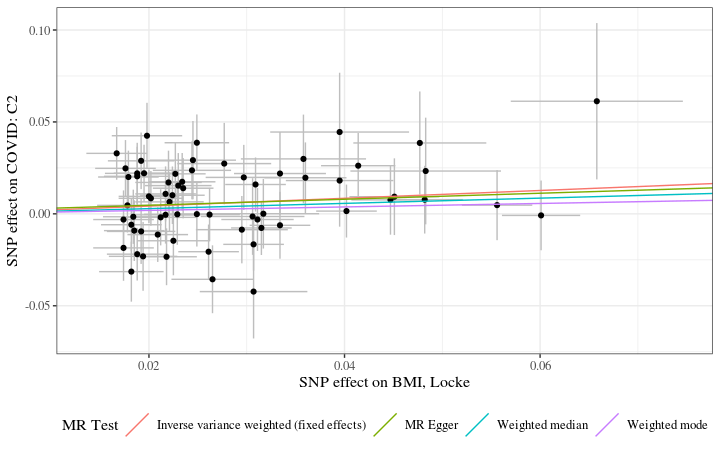 0.10
0.05
0.00
-0.05
SNP effect on COVID: C2
0.02 0.04 0.06
SNP effect on BMI, Locke
MR Test Inverse variance weighted (fixed effects) MR Egger Weighted median Weighted mode